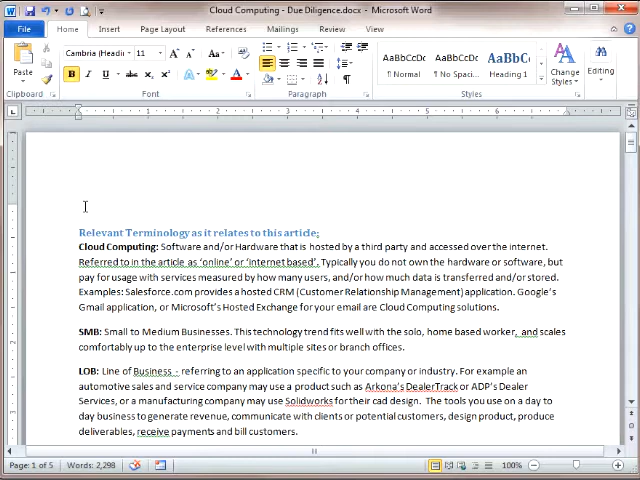 Cloud Computing - Due Diligence.docx - Microsoft Word
File Home Insert Page Layout References Mailings Review View
Paste
Clipboard
Cambria (Headi 11
B I U abc x₂ x²
Font
Paragraph
AaBbCcDc AaBbCcDc AaBbC
¶ Normal ¶ No Spaci... Heading 1
Change Styles
Styles
Editing
1 2 3 4 5 6 7
Relevant Terminology as it relates to this article;
Cloud Computing: Software and/or Hardware that is hosted by a third party and accessed over the internet.
Referred to in the article as ‘online’ or ‘internet based’. Typically you do not own the hardware or software, but
pay for usage with services measured by how many users, and/or how much data is transferred and/or stored.
Examples: Salesforce.com provides a hosted CRM (Customer Relationship Management) application. Google’s
Gmail application, or Microsoft’s Hosted Exchange for your email are Cloud Computing solutions.
SMB: Small to Medium Businesses. This technology trend fits well with the solo, home based worker, and scales
comfortably up to the enterprise level with multiple sites or branch offices.
LOB: Line of Business - referring to an application specific to your company or industry. For example an
automotive sales and service company may use a product such as Arkona’s DealerTrack or ADP’s Dealer
Services, or a manufacturing company may use Solidworks for their cad design. The tools you use on a day to
day business to generate revenue, communicate with clients or potential customers, design product, produce
deliverables, receive payments and bill customers.
Page: 1 of 5 Words: 2,298 100%